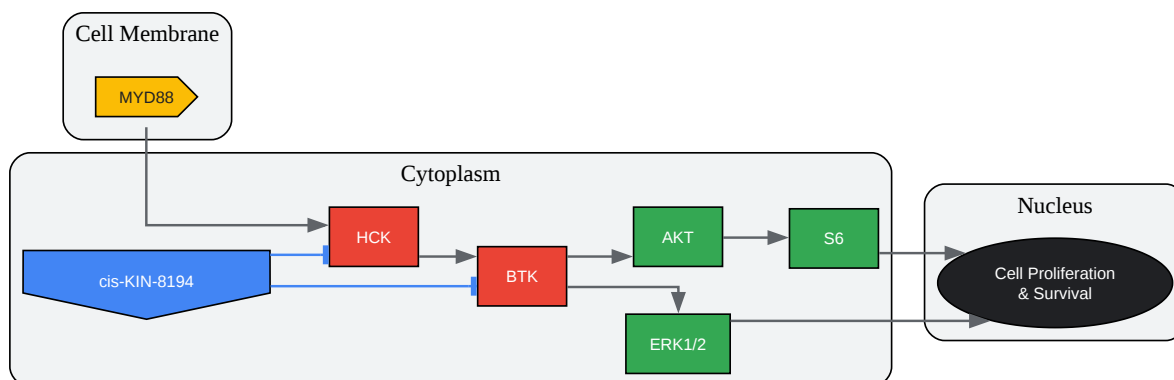 Cell Membrane
MYD88
Cytoplasm
HCK
AKT
S6
cis-KIN-8194
BTK
ERK1/2
Nucleus
Cell Proliferation
& Survival